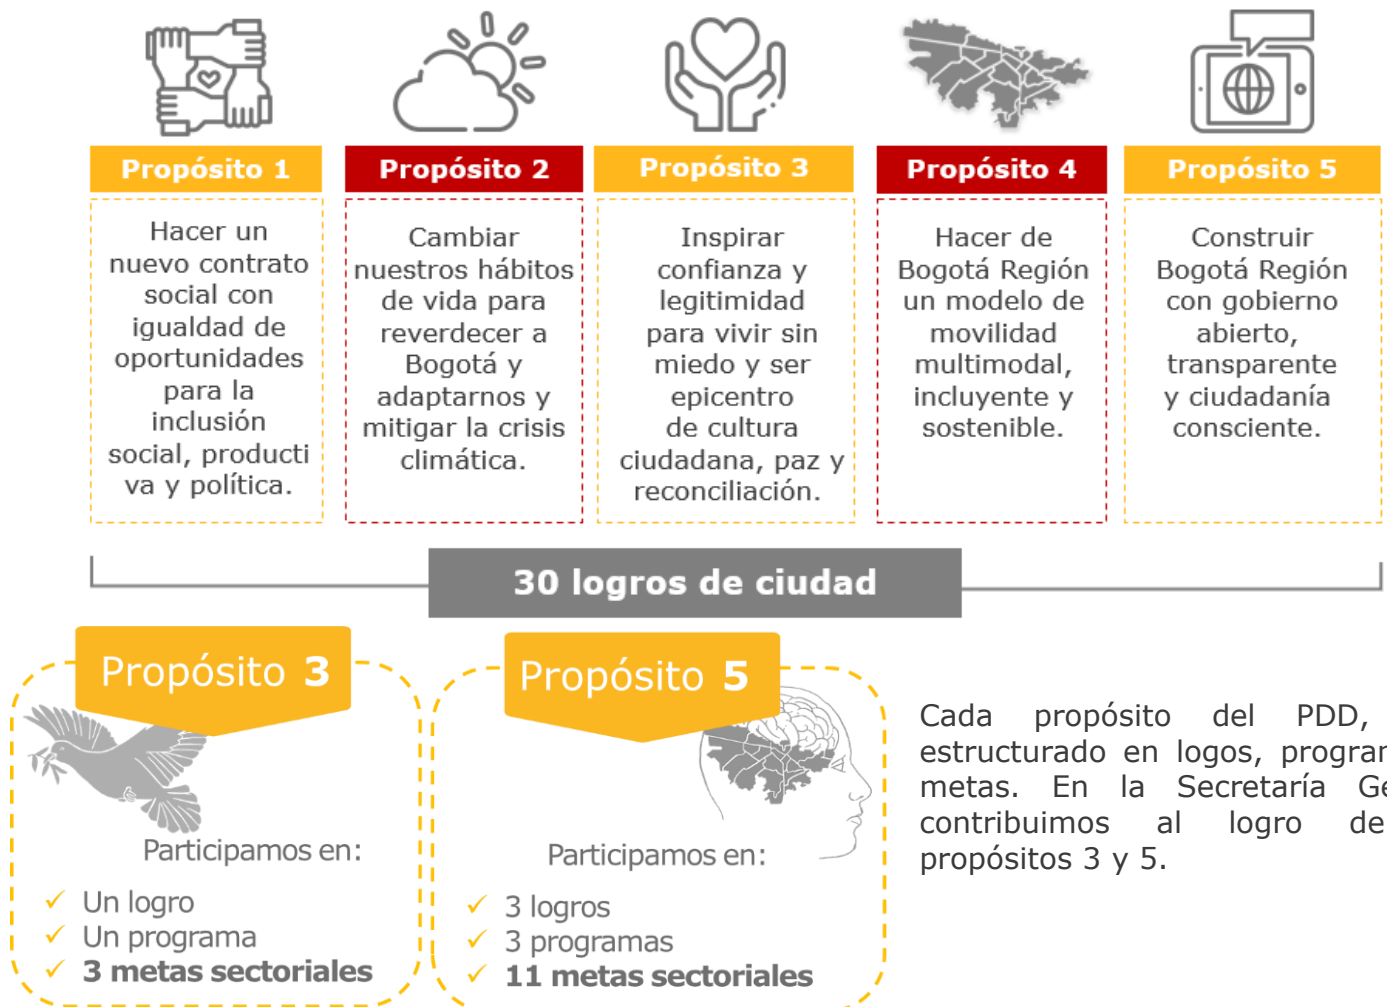 Propósito 1
Hacer un
nuevo contrato
social con
igualdad de
oportunidades
para la
inclusión
social, producti
va y política.
Propósito 2
Cambiar
nuestros hábitos
de vida para
reverdecer a
Bogotá y
adaptarnos y
mitigar la crisis
climática.
Propósito 3
Inspirar
confianza y
legitimidad
para vivir sin
miedo y ser
epicentro
de cultura
ciudadana, paz y
reconciliación.
Propósito 4
Hacer de
Bogotá Región
un modelo de
movilidad
multimodal,
incluyente y
sostenible.
Propósito 5
Construir
Bogotá Región
con gobierno
abierto,
transparente
y ciudadanía
consciente.
30 logros de ciudad
Propósito 3
Participamos en:
✓ Un logro
✓ Un programa
✓ 3 metas sectoriales
Propósito 5
Participamos en:
✓ 3 logros
✓ 3 programas
✓ 11 metas sectoriales
Cada propósito del PDD,
estructurado en logos, program
metas. En la Secretaría Ge
contribuimos al logro de
propósitos 3 y 5.